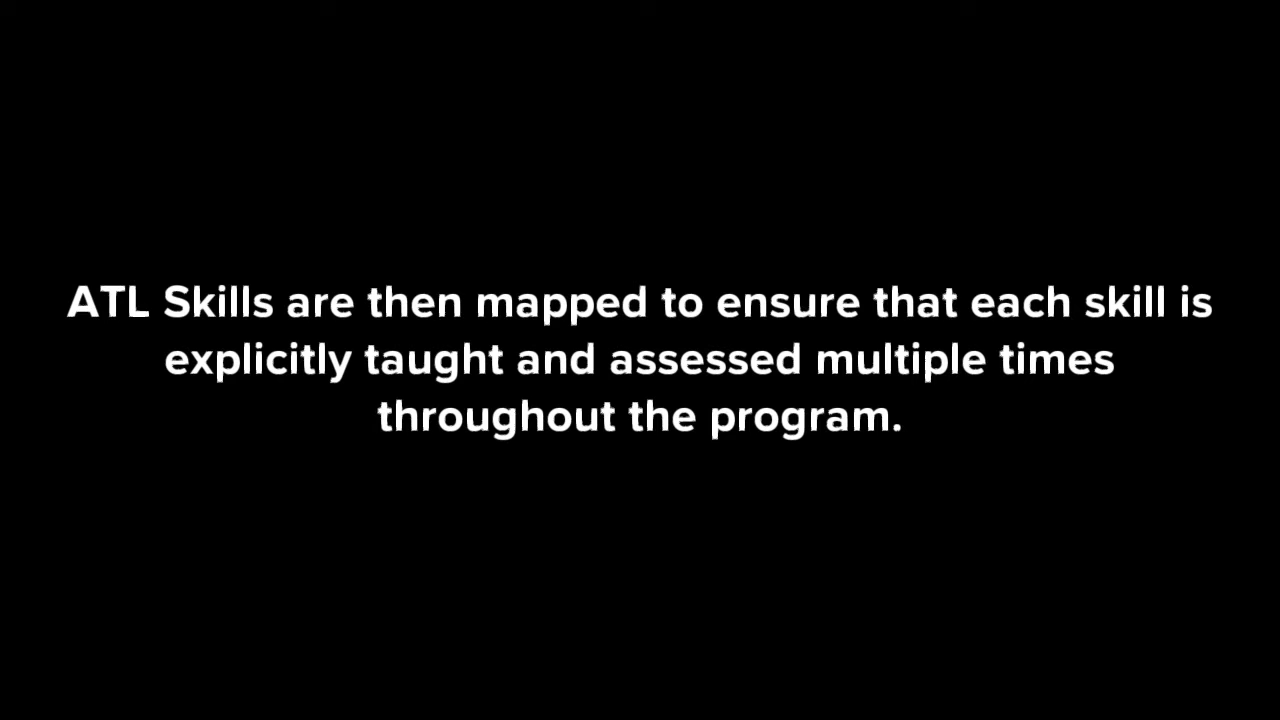 ATL Skills are then mapped to ensure that each skill is
explicitly taught and assessed multiple times
throughout the program.